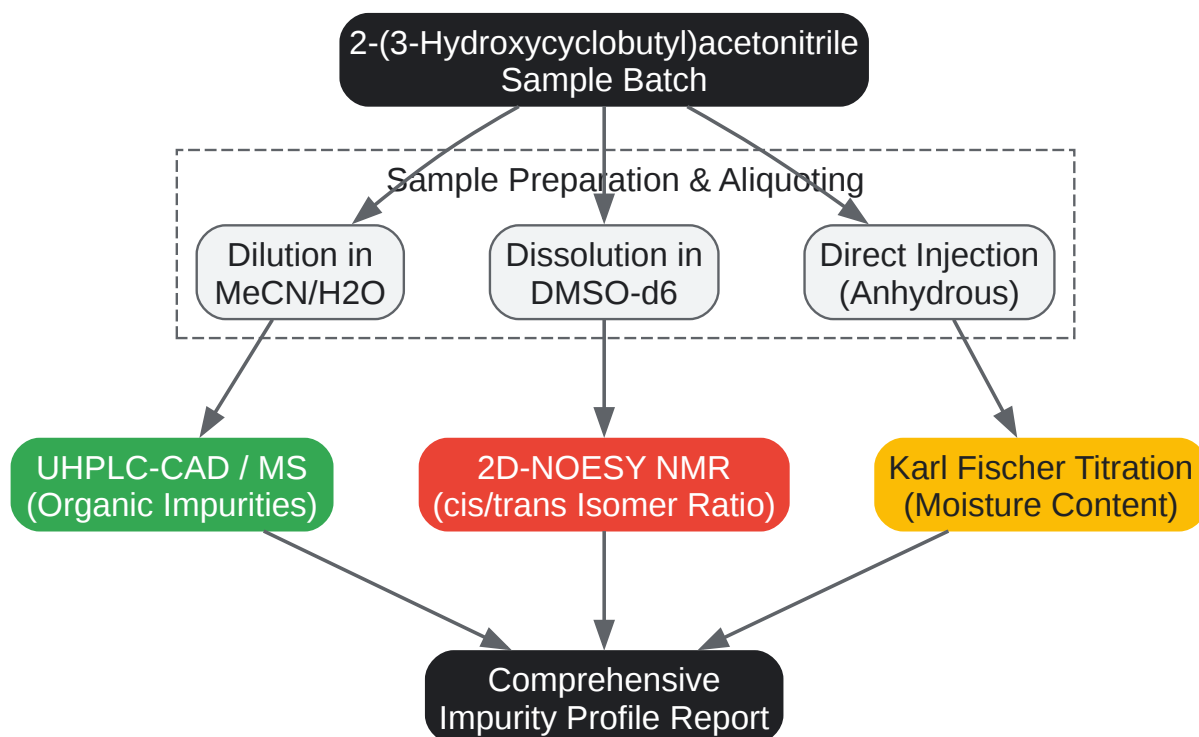 2-(3-Hydroxycyclobutyl)acetonitrile
Sample Batch
Sample Preparation & Aliquoting
Dilution in
MeCN/H2O
Dissolution in
DMSO-d6
Direct Injection
(Anhydrous)
UHPLC-CAD / MS
(Organic Impurities)
2D-NOESY NMR
(cis/trans Isomer Ratio)
Karl Fischer Titration
(Moisture Content)
Comprehensive
Impurity Profile Report